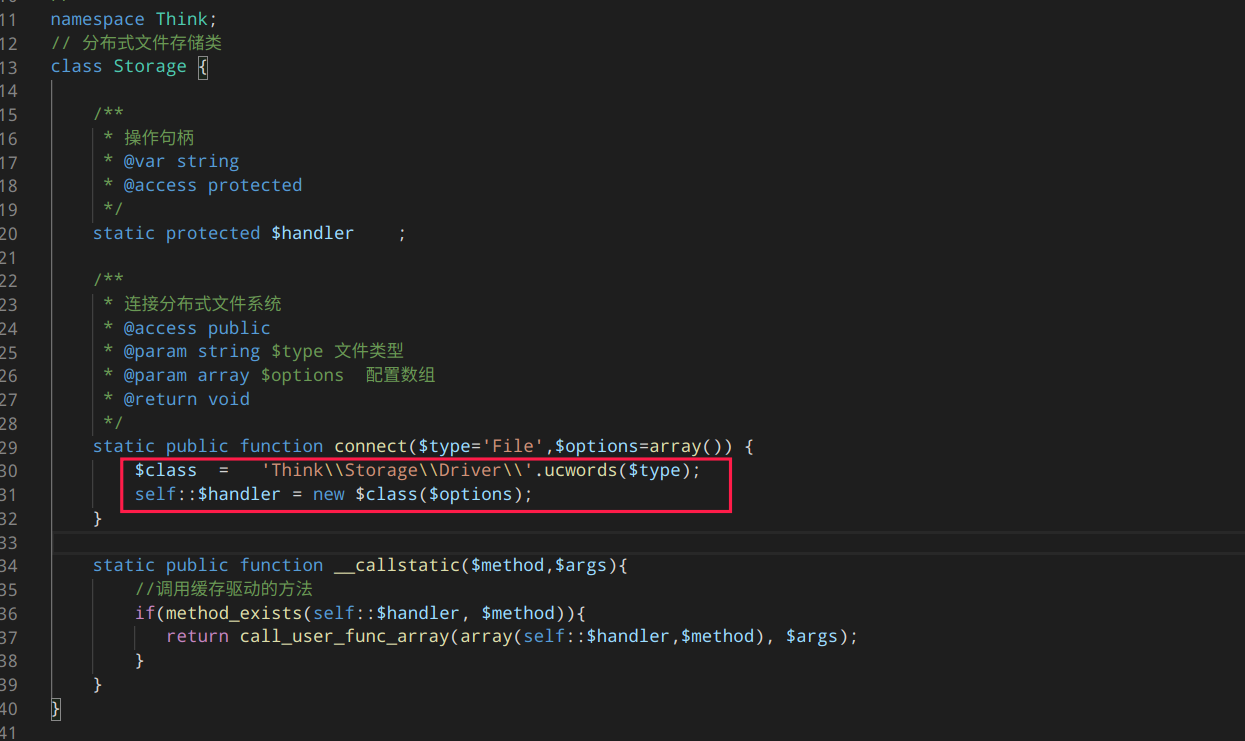 11 namespace Think;
12 // 分布式文件存储类
13 class Storage {
14
15 /**
16 * 操作句柄
17 * @var string
18 * @access protected
19 */
20 static protected $handler    ;
21
22 /**
23 * 连接分布式文件系统
24 * @access public
25 * @param string $type 文件类型
26 * @param array $options  配置数组
27 * @return void
28 */
29 static public function connect($type='File',$options=array()) {
30 $class  =   'Think\\Storage\\Driver\\'.ucwords($type);
31 self::$handler = new $class($options);
32 }
33
34 static public function __callstatic($method,$args){
35 //调用缓存驱动的方法
36 if(method_exists(self::$handler, $method)){
37 return call_user_func_array(array(self::$handler,$method), $args);
38 }
39 }
40 }
41